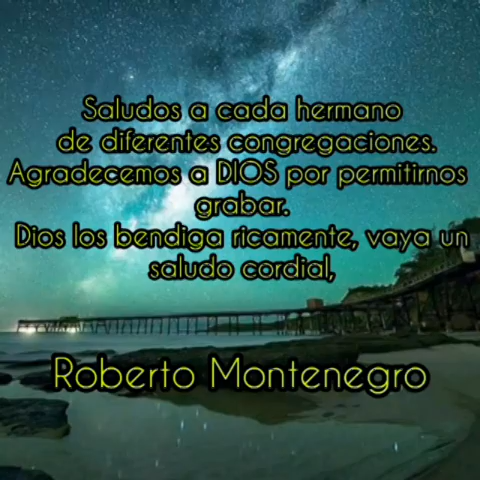 Saludos a cada hermano
de diferentes congregaciones.
Agradecemos a DIOS por permitirnos
grabar.
Dios los bendiga ricamente, vaya un
saludo cordial,
Roberto Montenegro